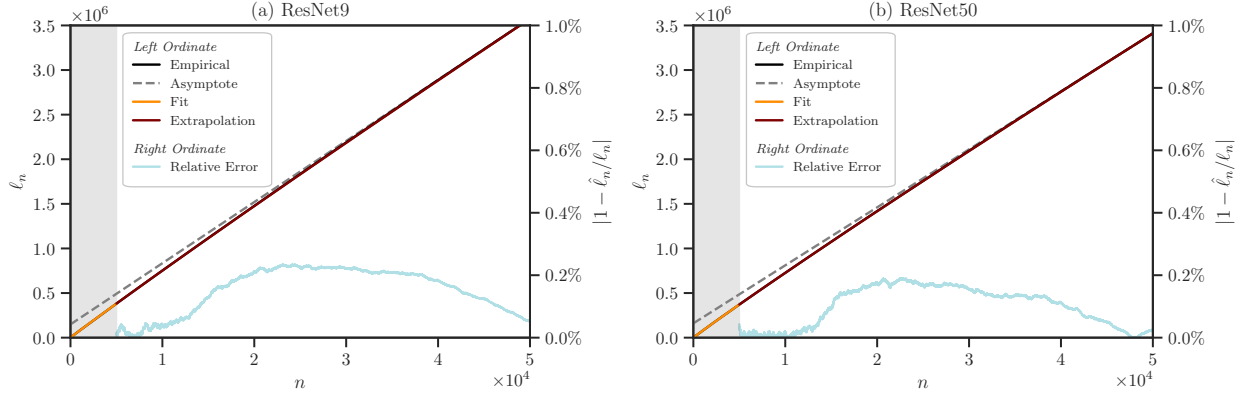 (a) ResNet9
×10⁶
3.5
3.0
2.5
2.0
1.5
1.0
0.5
0.0
ℓₙ
Left Ordinate
Empirical
Asymptote
Fit
Extrapolation
Right Ordinate
Relative Error
1.0%
0.8%
0.6%
0.4%
0.2%
0.0%
|1 − ℓ̂ₙ/ℓₙ|
0 1 2 3 4 5
n
×10⁴
(b) ResNet50
×10⁶
3.5
3.0
2.5
2.0
1.5
1.0
0.5
0.0
ℓₙ
Left Ordinate
Empirical
Asymptote
Fit
Extrapolation
Right Ordinate
Relative Error
1.0%
0.8%
0.6%
0.4%
0.2%
0.0%
|1 − ℓ̂ₙ/ℓₙ|
0 1 2 3 4 5
n
×10⁴